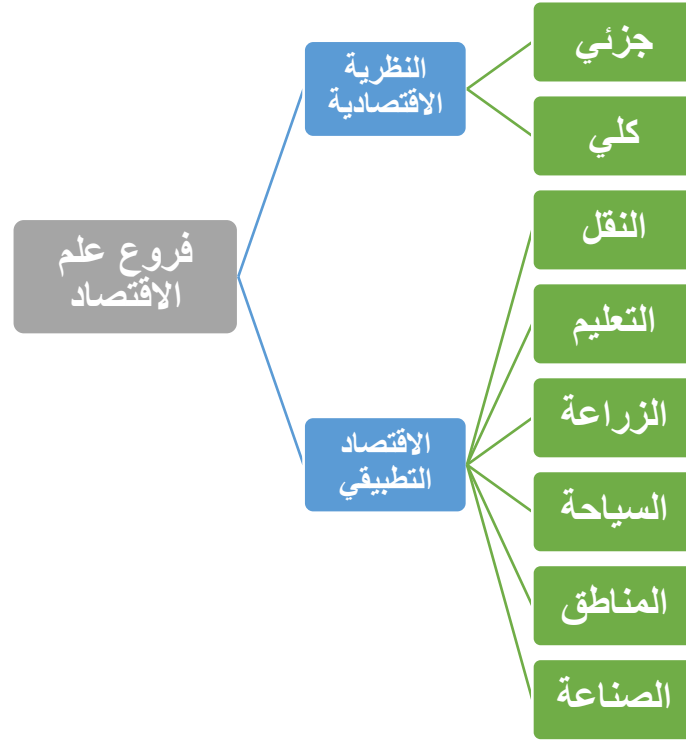 فروع علم
الاقتصاد
النظرية
الاقتصادية
جزئي
كلي
الاقتصاد
التطبيقي
النقل
التعليم
الزراعة
السياحة
المناطق
الصناعة